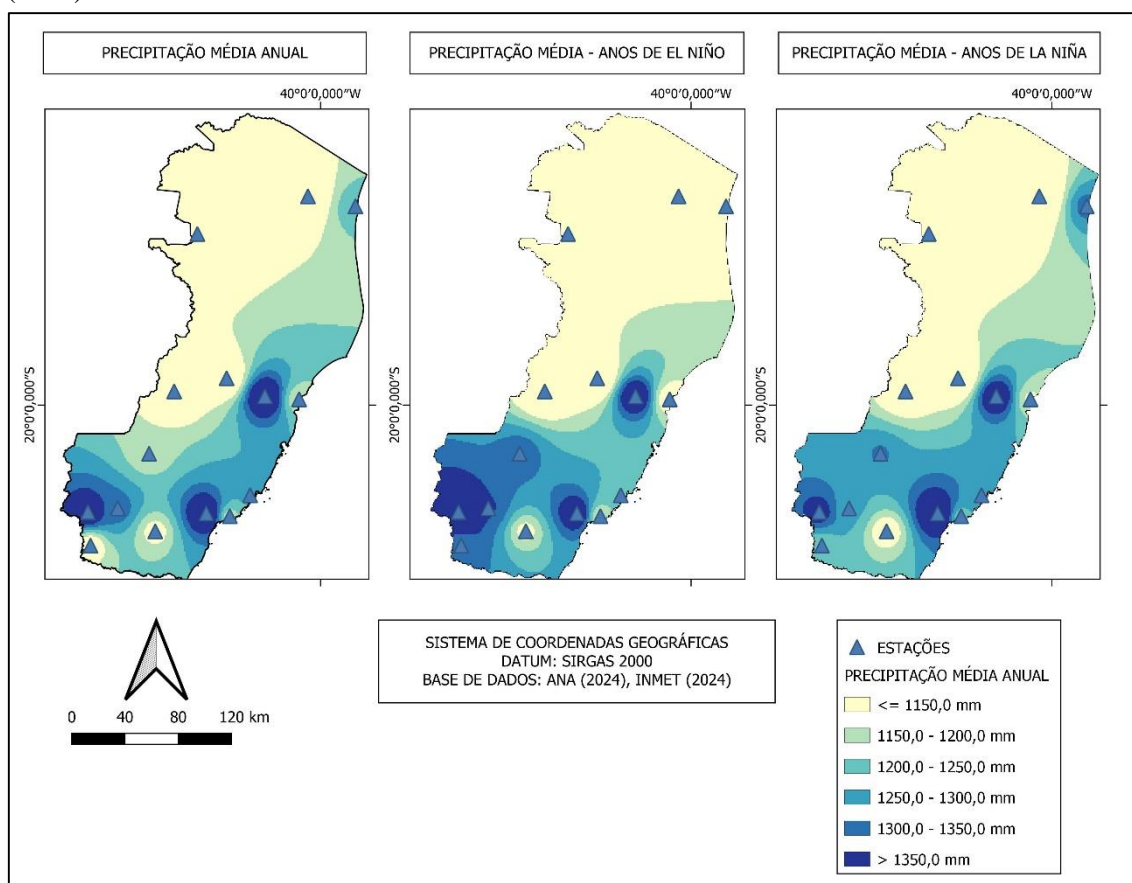 PRECIPITAÇÃO MÉDIA ANUAL
PRECIPITAÇÃO MÉDIA - ANOS DE EL NIÑO
PRECIPITAÇÃO MÉDIA - ANOS DE LA NIÑA
40°0'0,000"W
40°0'0,000"W
40°0'0,000"W
20°0'0,000"S
20°0'0,000"S
20°0'0,000"S
SISTEMA DE COORDENADAS GEOGRÁFICAS
DATUM: SIRGAS 2000
BASE DE DADOS: ANA (2024), INMET (2024)
0 40 80 120 km
ESTAÇÕES
PRECIPITAÇÃO MÉDIA ANUAL
<= 1150,0 mm
1150,0 - 1200,0 mm
1200,0 - 1250,0 mm
1250,0 - 1300,0 mm
1300,0 - 1350,0 mm
> 1350,0 mm